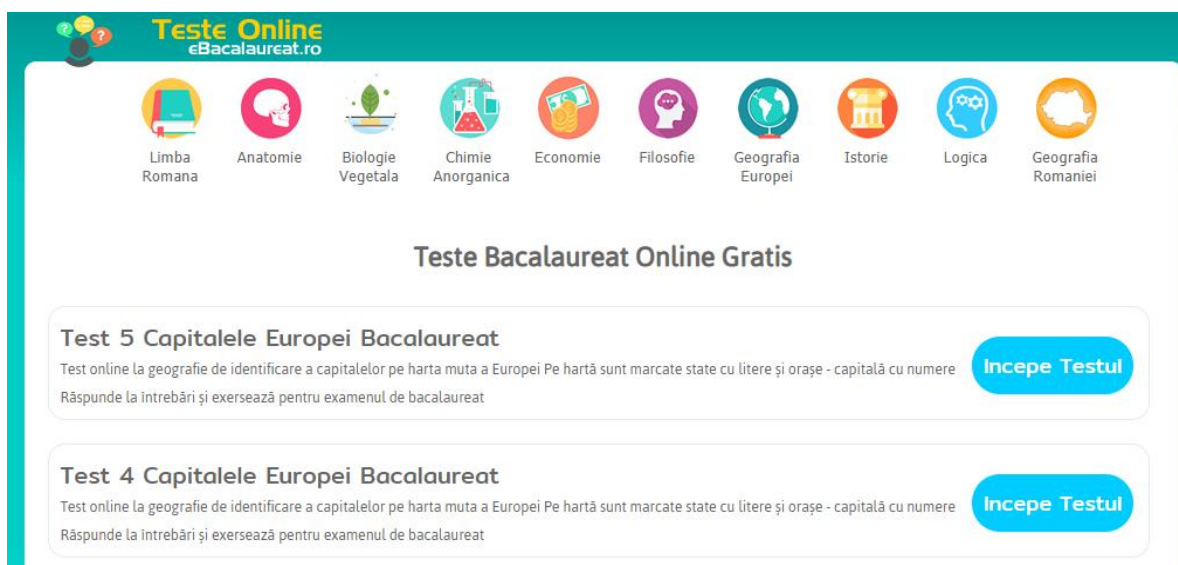 Teste Online
eBacalaureat.ro
Limba Romana
Anatomie
Biologie Vegetala
Chimie Anorganica
Economie
Filosofie
Geografia Europei
Istorie
Logica
Geografia Romaniei
Teste Bacalaureat Online Gratis
Test 5 Capitalele Europei Bacalaureat
Test online la geografie de identificare a capitalelor pe harta muta a Europei Pe hartă sunt marcate state cu litere și orașe - capitală cu numere
Răspunde la întrebări și exersează pentru examenul de bacalaureat
Incepe Testul
Test 4 Capitalele Europei Bacalaureat
Test online la geografie de identificare a capitalelor pe harta muta a Europei Pe hartă sunt marcate state cu litere și orașe - capitală cu numere
Răspunde la întrebări și exersează pentru examenul de bacalaureat
Incepe Testul